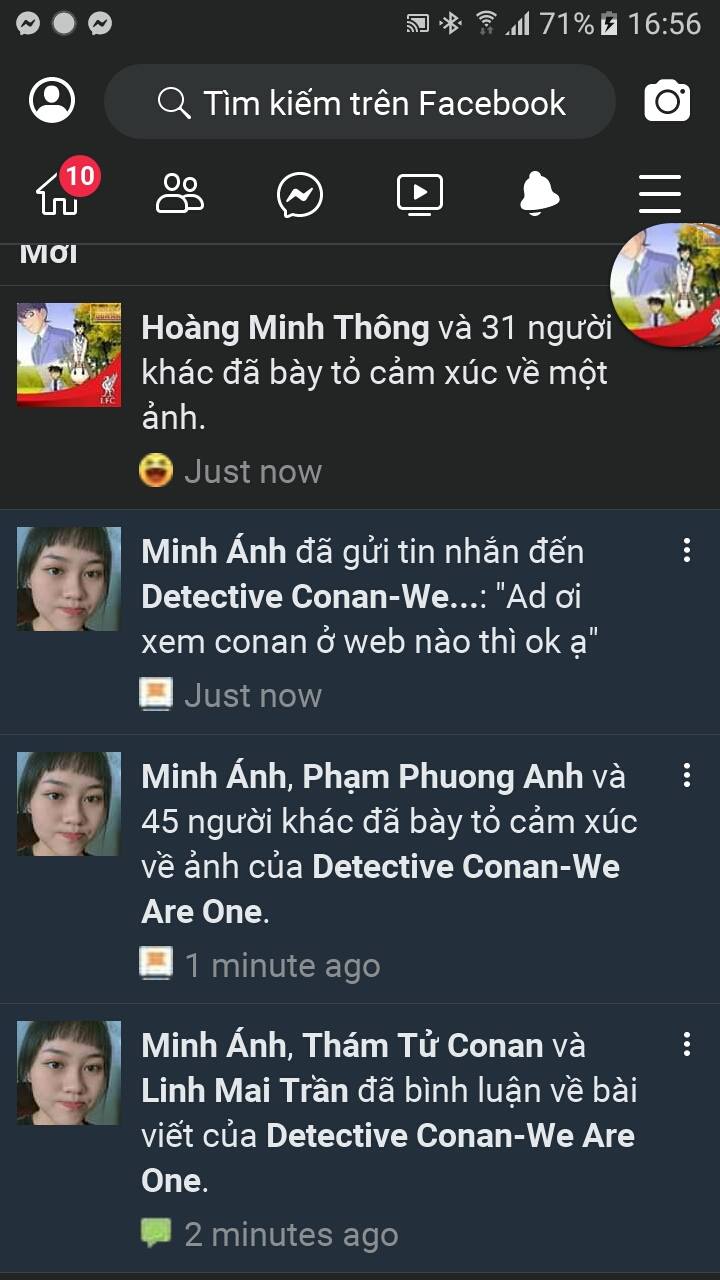 71% 16:56
Tìm kiếm trên Facebook
10
Mới
Hoàng Minh Thông và 31 người
khác đã bày tỏ cảm xúc về một
ảnh.
Just now
LFC
Minh Ánh đã gửi tin nhắn đến
Detective Conan-We...: "Ad ơi
xem conan ở web nào thì ok ạ"
Just now
Minh Ánh, Phạm Phuong Anh và
45 người khác đã bày tỏ cảm xúc
về ảnh của Detective Conan-We
Are One.
1 minute ago
Minh Ánh, Thám Tử Conan và
Linh Mai Trần đã bình luận về bài
viết của Detective Conan-We Are
One.
2 minutes ago